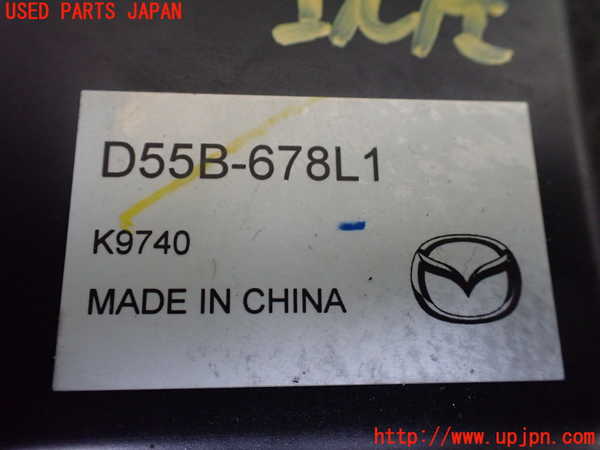 USED PARTS JAPAN
D55B-678L1
K9740
MADE IN CHINA
http://www.upjpn.com/